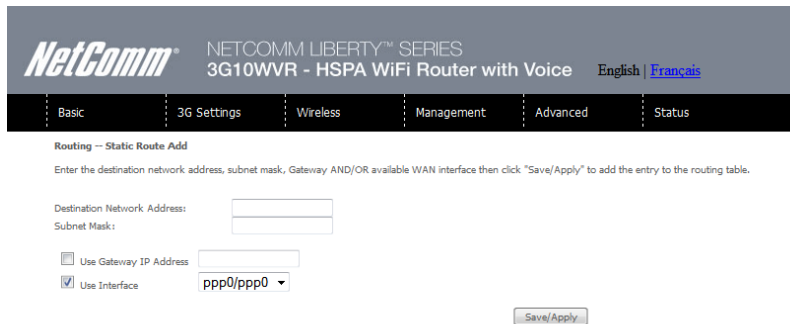 NetComm®
NETCOMM LIBERTY™ SERIES
3G10WVR - HSPA WiFi Router with Voice
English | Français
Basic 3G Settings Wireless Management Advanced Status
Routing -- Static Route Add
Enter the destination network address, subnet mask, Gateway AND/OR available WAN interface then click "Save/Apply" to add the entry to the routing table.
Destination Network Address:
Subnet Mask:
Use Gateway IP Address
Use Interface ppp0/ppp0
Save/Apply